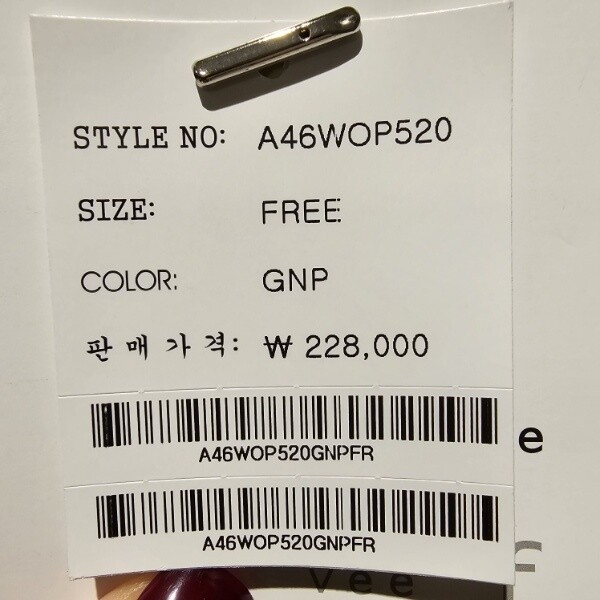 STYLE NO: A46WOP520
SIZE: FREE
COLOR: GNP
판매가격: ₩ 228,000
A46WOP520GNPFR
A46WOP520GNPFR